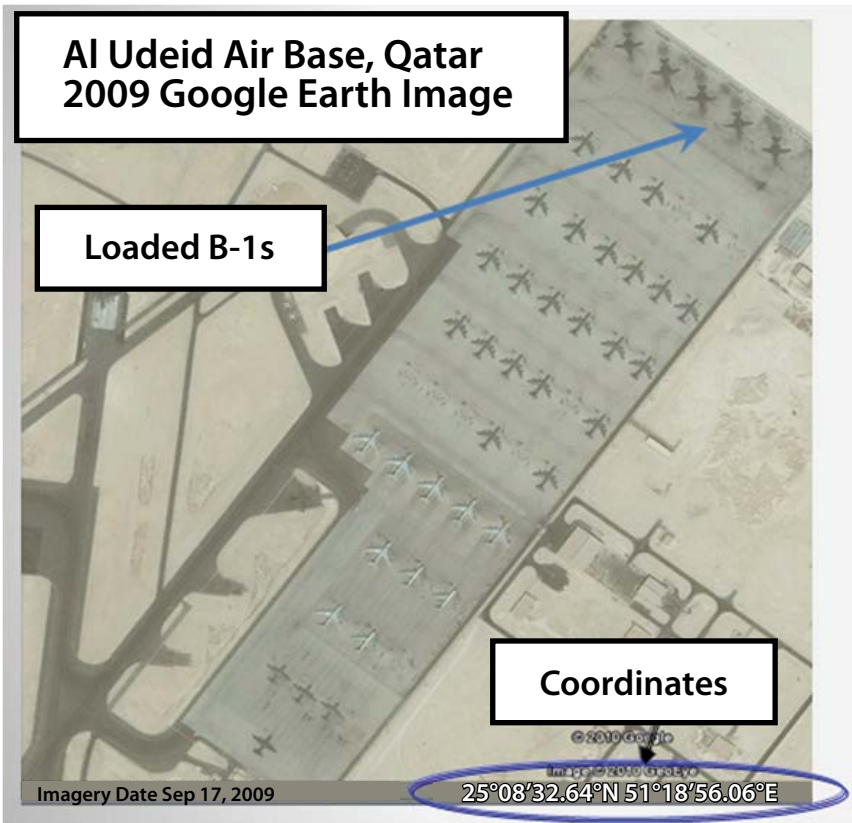 Al Udeid Air Base, Qatar
2009 Google Earth Image
Loaded B-1s
Coordinates
© 2010 Google
Image © 2010 GeoEye
Imagery Date Sep 17, 2009
25°08’32.64”N 51°18’56.06”E